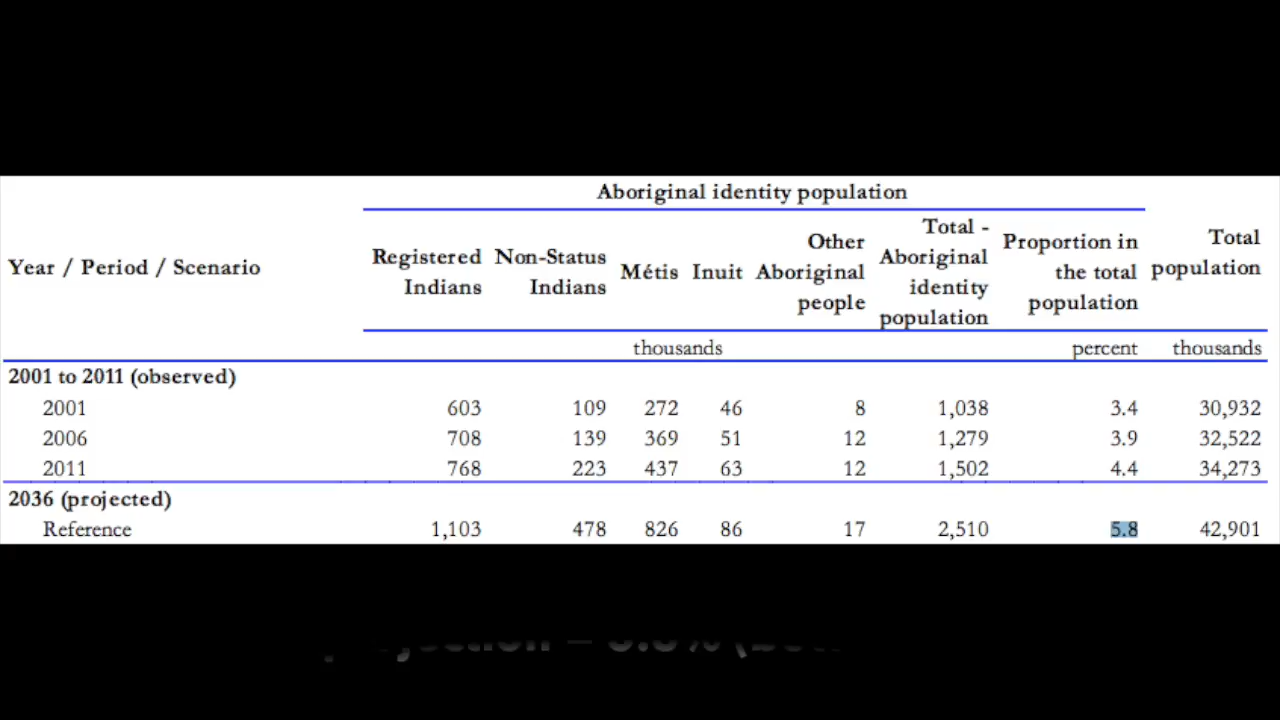 Aboriginal identity population
Year / Period / Scenario
Registered Indians
Non-Status Indians
Métis
Inuit
Other Aboriginal people
Total - Aboriginal identity population
Proportion in the total population
Total population
thousands percent thousands
2001 to 2011 (observed)
2001 603 109 272 46 8 1,038 3.4 30,932
2006 708 139 369 51 12 1,279 3.9 32,522
2011 768 223 437 63 12 1,502 4.4 34,273
2036 (projected)
Reference 1,103 478 826 86 17 2,510 5.8 42,901
projection =